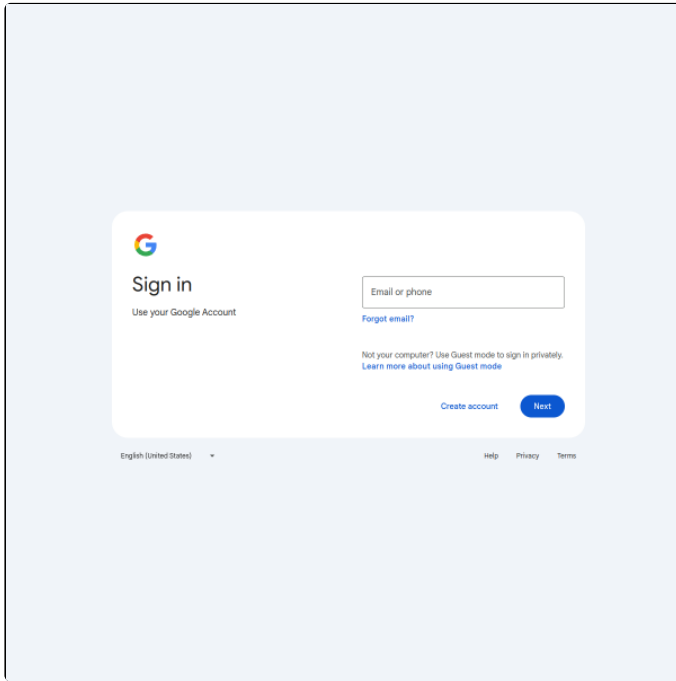 Sign in
Use your Google Account
Email or phone
Forgot email?
Not your computer? Use Guest mode to sign in privately.
Learn more about using Guest mode
Create account
Next
English (United States)
Help
Privacy
Terms